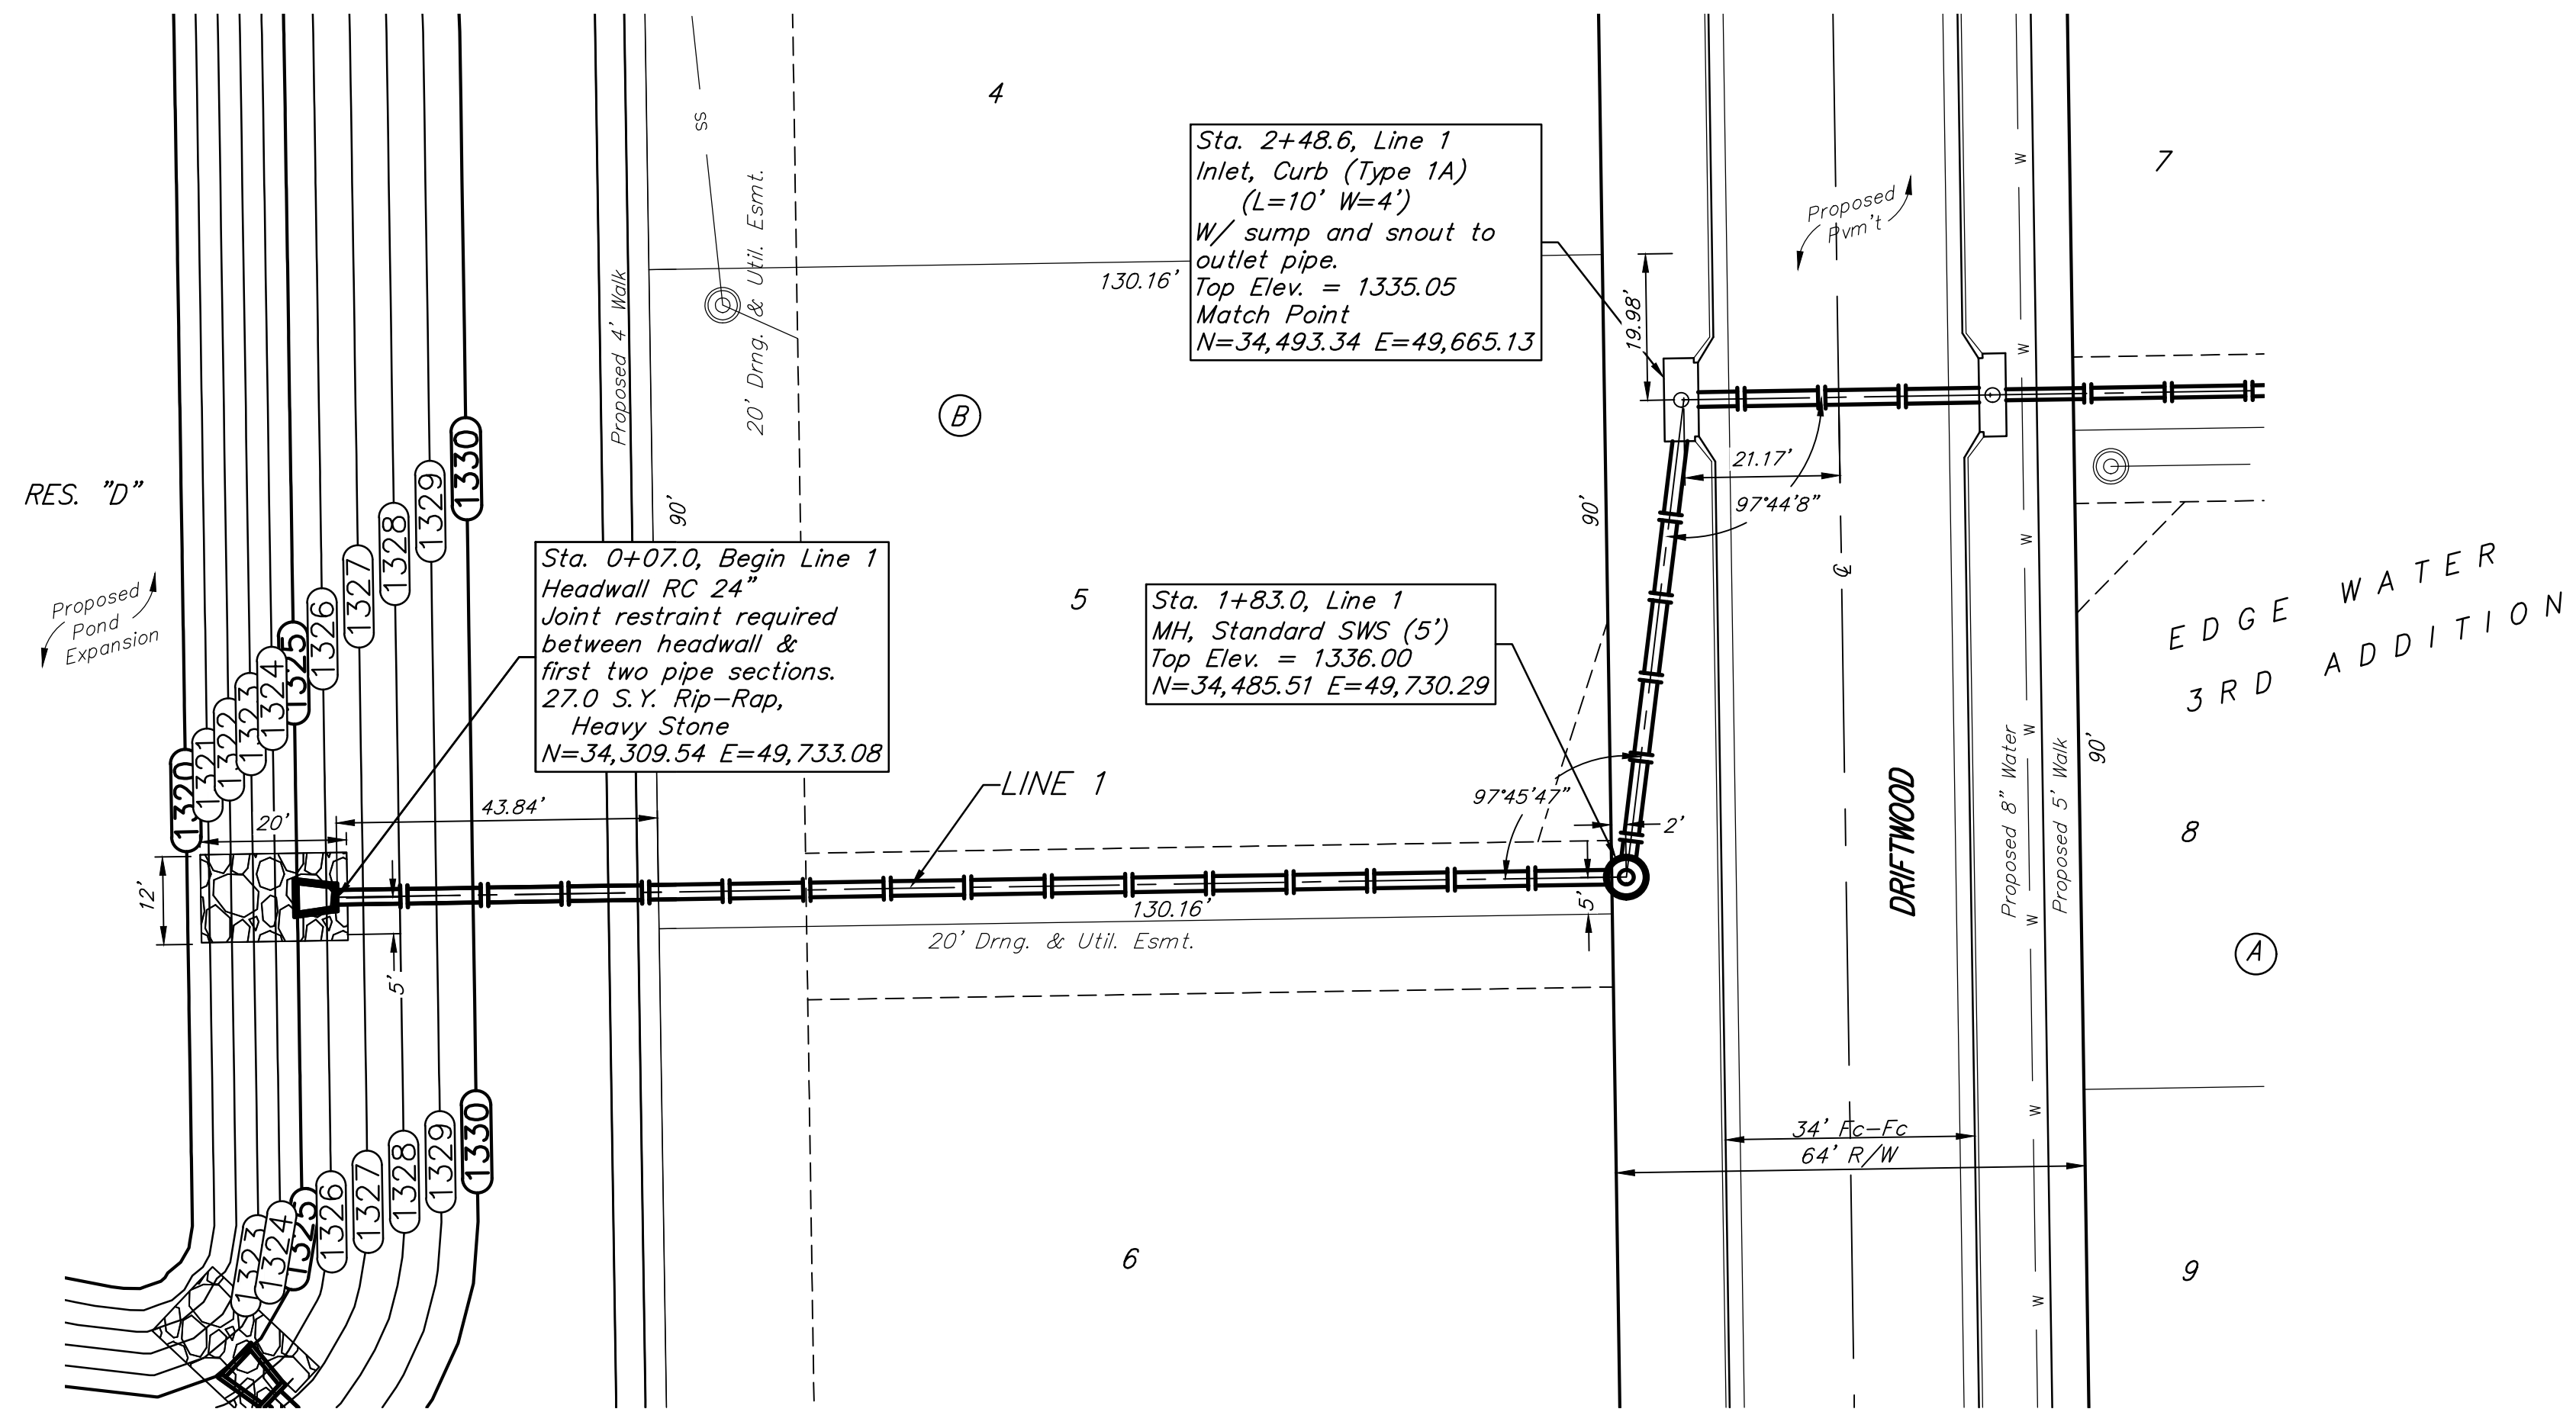 4
7
SS
20' Drng. & Util. Esmt.
Proposed 4' Walk
130.16'
Sta. 2+48.6, Line 1
Inlet, Curb (Type 1A)
(L=10' W=4')
W/ sump and snout to
outlet pipe.
Top Elev. = 1335.05
Match Point
N=34,493.34 E=49,665.13
19.98'
Proposed
Pvm't
W
W
W
W
W
W
W
B
RES. "D"
Proposed
Pond
Expansion
1330
1329
1328
1327
1326
1325
1324
1323
1322
1321
1320
90'
90'
21.17'
97°44'8"
℄
Sta. 0+07.0, Begin Line 1
Headwall RC 24"
Joint restraint required
between headwall &
first two pipe sections.
27.0 S.Y. Rip-Rap,
Heavy Stone
N=34,309.54 E=49,733.08
5
Sta. 1+83.0, Line 1
MH, Standard SWS (5')
Top Elev. = 1336.00
N=34,485.51 E=49,730.29
EDGE WATER
3RD ADDITION
LINE 1
43.84'
20'
12'
5'
97°45'47"
2'
5'
130.16'
20' Drng. & Util. Esmt.
DRIFTWOOD
Proposed 8" Water
Proposed 5' Walk
90'
8
A
34' Fc-Fc
64' R/W
1330
1329
1328
1327
1326
1325
1324
1323
6
9